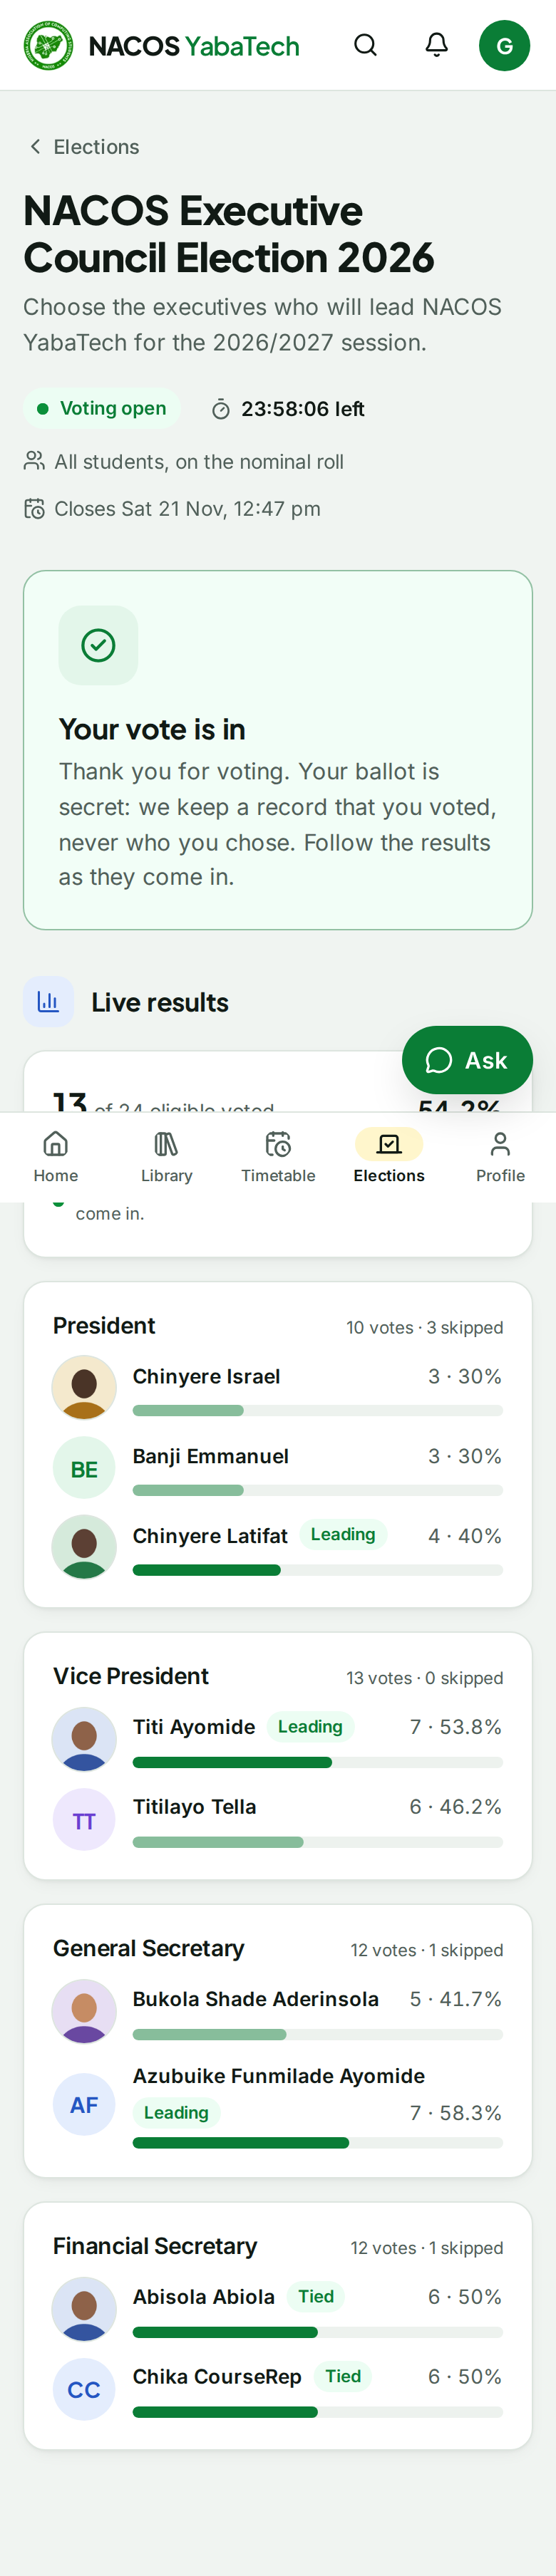 NACOS YabaTech
G
Elections
NACOS Executive
Council Election 2026
Choose the executives who will lead NACOS
YabaTech for the 2026/2027 session.
Voting open
23:58:06 left
All students, on the nominal roll
Closes Sat 21 Nov, 12:47 pm
Your vote is in
Thank you for voting. Your ballot is
secret: we keep a record that you voted,
never who you chose. Follow the results
as they come in.
Live results
Ask
13 of 24 eligible voted
54.2%
Home
Library
Timetable
Elections
Profile
come in.
President
10 votes · 3 skipped
Chinyere Israel
3 · 30%
BE
Banji Emmanuel
3 · 30%
Chinyere Latifat
Leading
4 · 40%
Vice President
13 votes · 0 skipped
Titi Ayomide
Leading
7 · 53.8%
TT
Titilayo Tella
6 · 46.2%
General Secretary
12 votes · 1 skipped
Bukola Shade Aderinsola
5 · 41.7%
AF
Azubuike Funmilade Ayomide
Leading
7 · 58.3%
Financial Secretary
12 votes · 1 skipped
Abisola Abiola
Tied
6 · 50%
CC
Chika CourseRep
Tied
6 · 50%